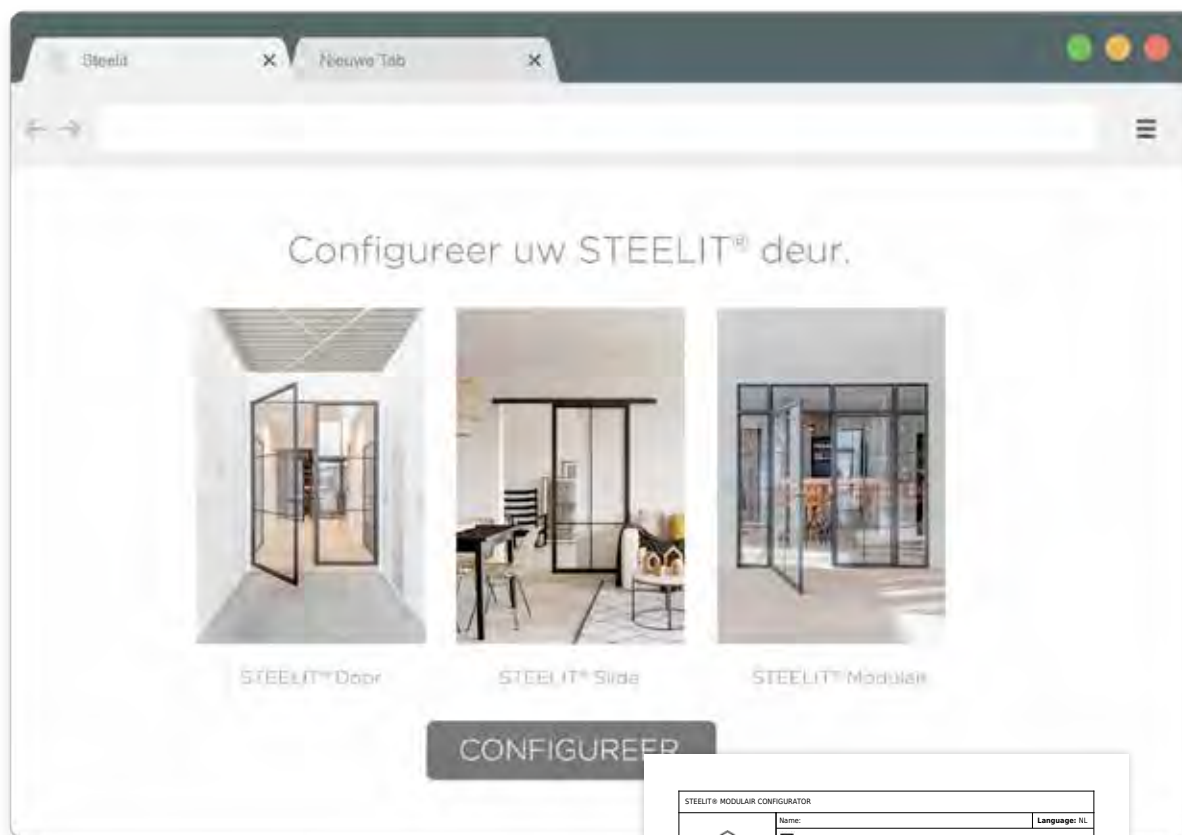 Steelit
Nieuwe Tab
Configureer uw STEELIT® deur.
STEELIT® Door
STEELIT® Slide
STEELIT® Modulair
CONFIGUREER
STEELIT® MODULAIR CONFIGURATOR
Name:
Language: NL